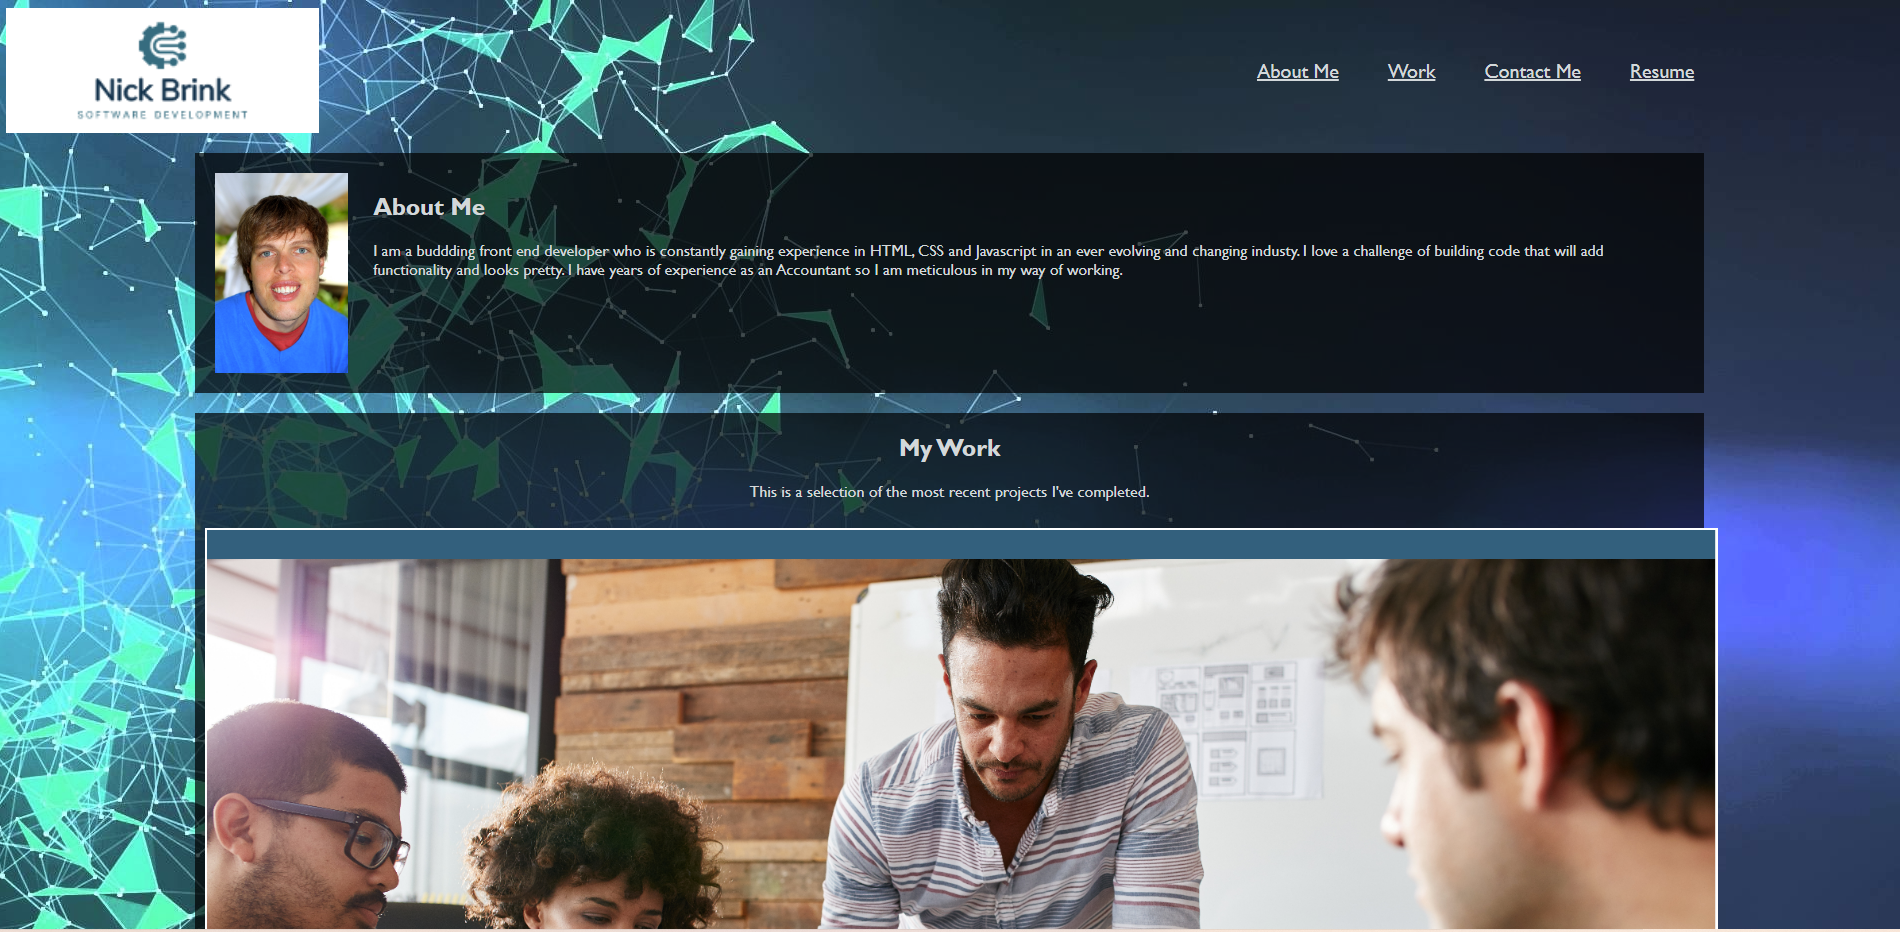 Nick Brink
SOFTWARE DEVELOPMENT
About Me
Work
Contact Me
Resume
About Me
I am a buddding front end developer who is constantly gaining experience in HTML, CSS and Javascript in an ever evolving and changing industy. I love a challenge of building code that will add
functionality and looks pretty. I have years of experience as an Accountant so I am meticulous in my way of working.
My Work
This is a selection of the most recent projects I've completed.